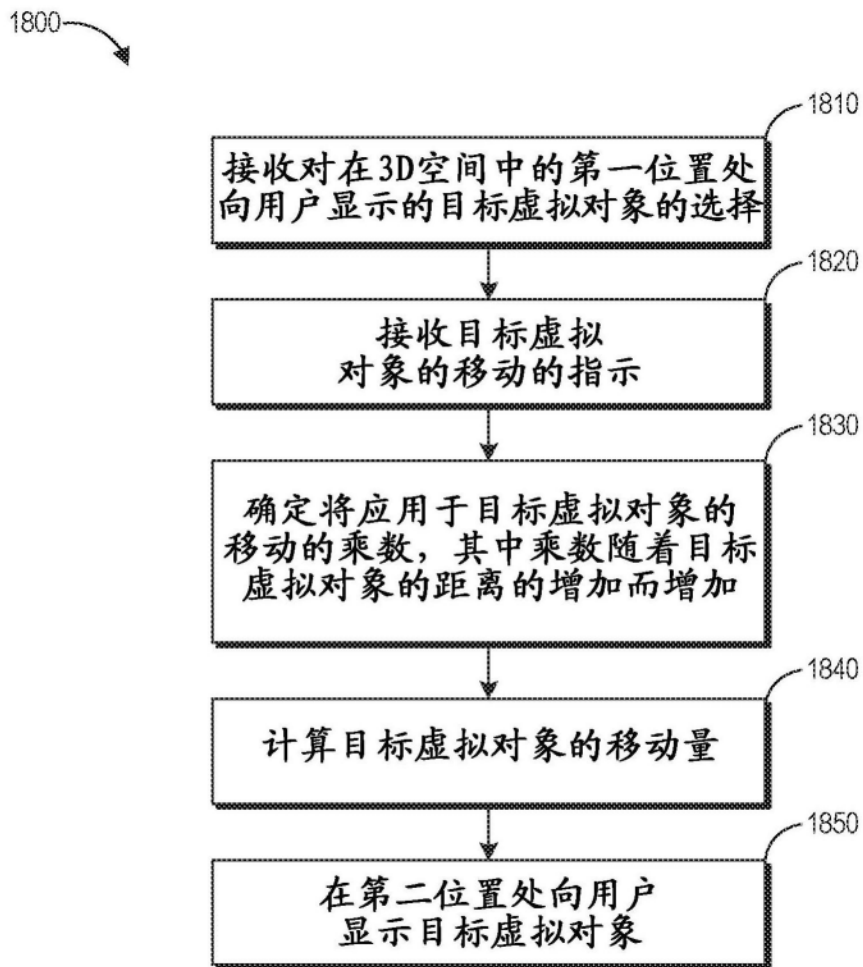 1800
1810
接收对在3D空间中的第一位置处
向用户显示的目标虚拟对象的选择
1820
接收目标虚拟
对象的移动的指示
1830
确定将应用于目标虚拟对象的
移动的乘数，其中乘数随着目标
虚拟对象的距离的增加而增加
1840
计算目标虚拟对象的移动量
1850
在第二位置处向用户
显示目标虚拟对象